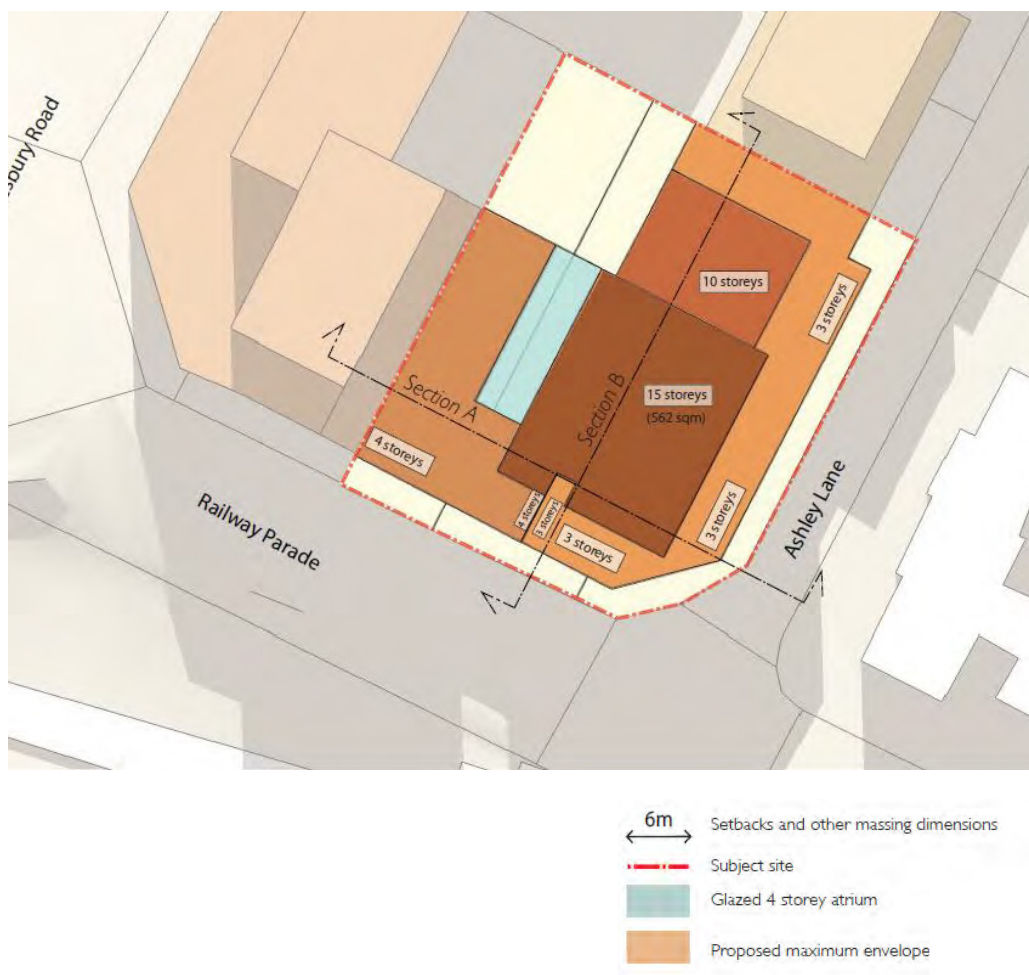 sbury Road
10 storeys
3 storeys
15 storeys
(562 sqm)
Section A
Section B
4 storeys
4 storeys
3 storeys
3 storeys
3 storeys
Railway Parade
Ashley Lane
6m
Setbacks and other massing dimensions
Subject site
Glazed 4 storey atrium
Proposed maximum envelope